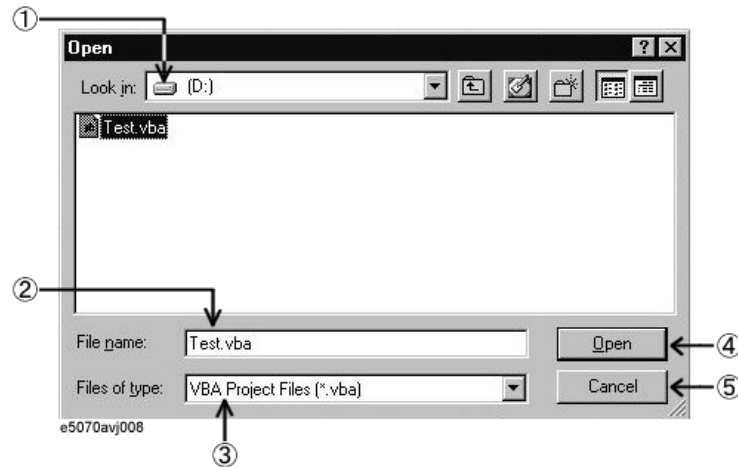 ①
Open
Look in: (D:)
Test.vba
②
File name: Test.vba Open ④
Files of type: VBA Project Files (*.vba) Cancel ⑤
e5070avj008
③